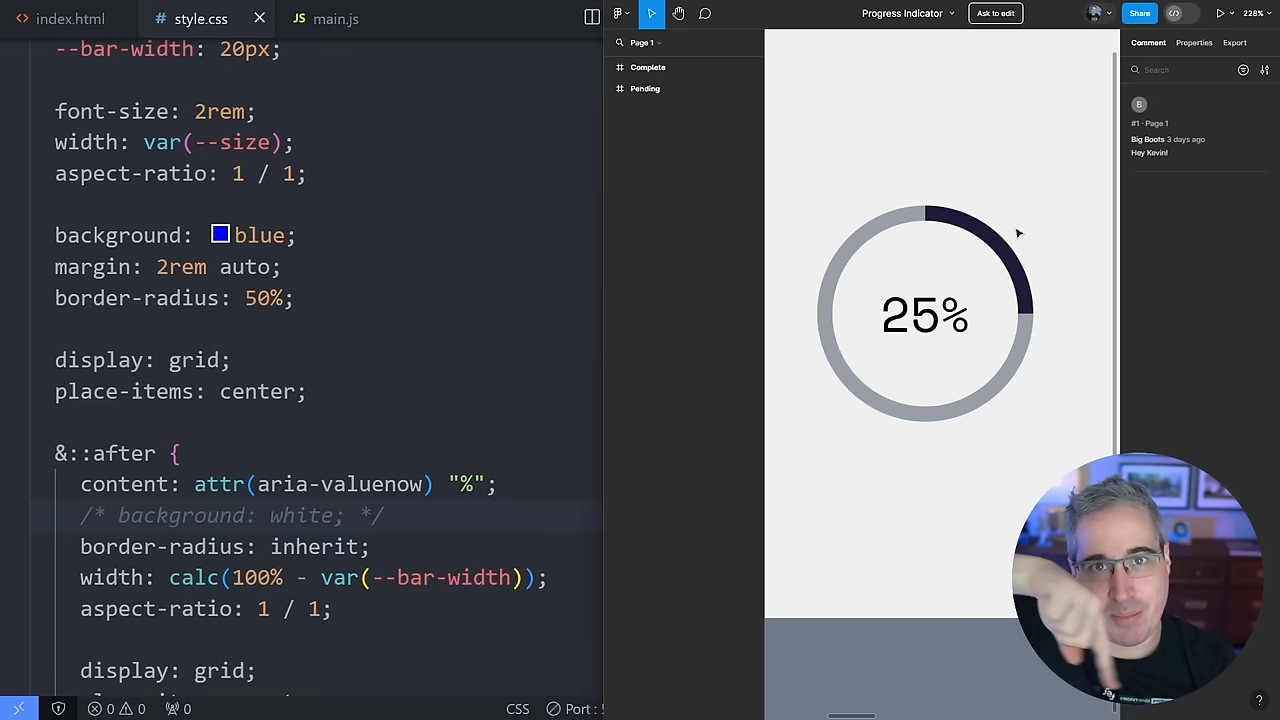 index.html
# style.css
JS main.js
--bar-width: 20px;
font-size: 2rem;
width: var(--size);
aspect-ratio: 1 / 1;
background: blue;
margin: 2rem auto;
border-radius: 50%;
display: grid;
place-items: center;
&::after {
content: attr(aria-valuenow) "%";
/* background: white; */
border-radius: inherit;
width: calc(100% - var(--bar-width));
aspect-ratio: 1 / 1;
display: grid;
0 0 0
CSS
Port :
Progress Indicator
Ask to edit
Share
228%
Page 1
Complete
Pending
25%
Comment Properties Export
Search
B
#1 · Page 1
Big Boots 3 days ago
Hey Kevin!
?